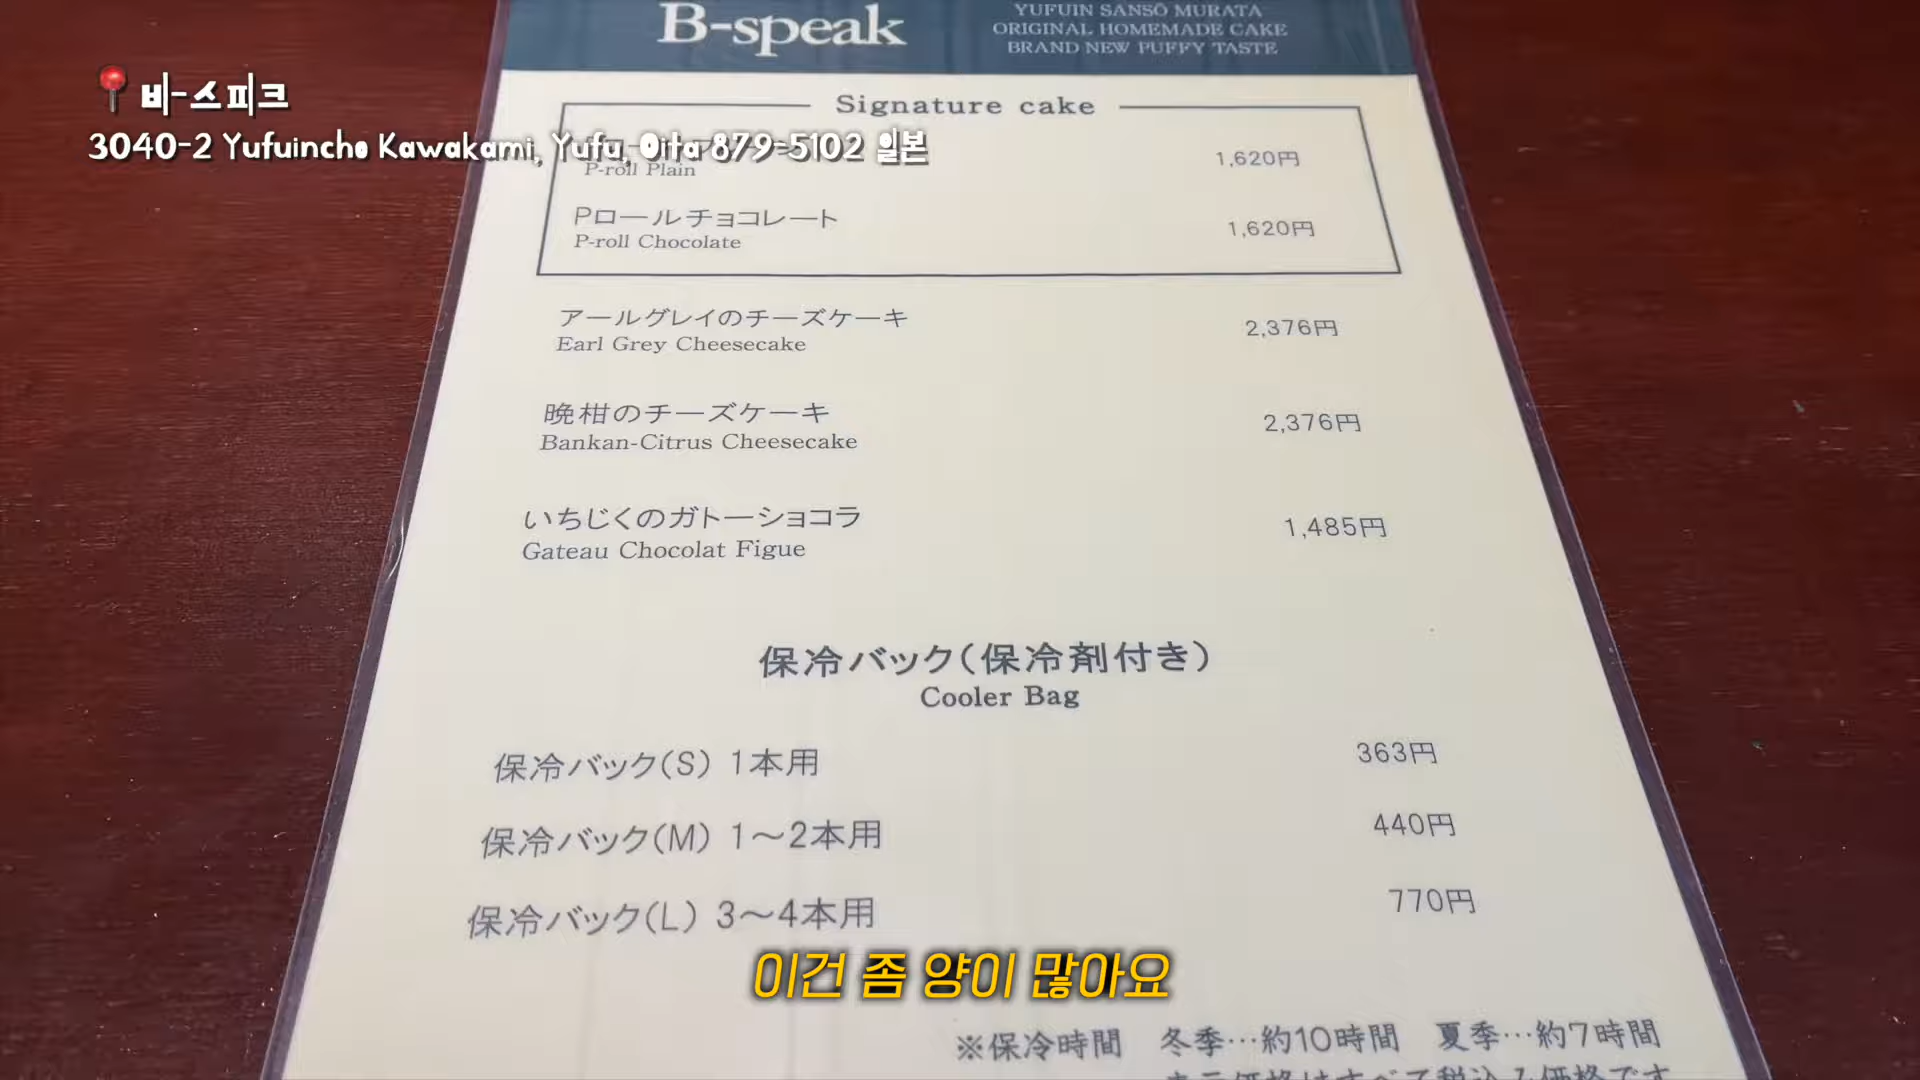 B-speak
YUFUIN SANSŌ MURATA
ORIGINAL HOMEMADE CAKE
BRAND NEW PUFFY TASTE
📍 비-스피크
3040-2 Yufuincho Kawakami, Yufu, Oita 879-5102 일본
Signature cake
P-roll Plain
1,620円
Pロールチョコレート
P-roll Chocolate
1,620円
アールグレイのチーズケーキ
Earl Grey Cheesecake
2,376円
晩柑のチーズケーキ
Bankan-Citrus Cheesecake
2,376円
いちじくのガトーショコラ
Gateau Chocolat Figue
1,485円
保冷バック(保冷剤付き)
Cooler Bag
保冷バック(S) 1本用 363円
保冷バック(M) 1~2本用 440円
保冷バック(L) 3~4本用 770円
이건 좀 양이 많아요
※保冷時間 冬季…約10時間 夏季…約7時間